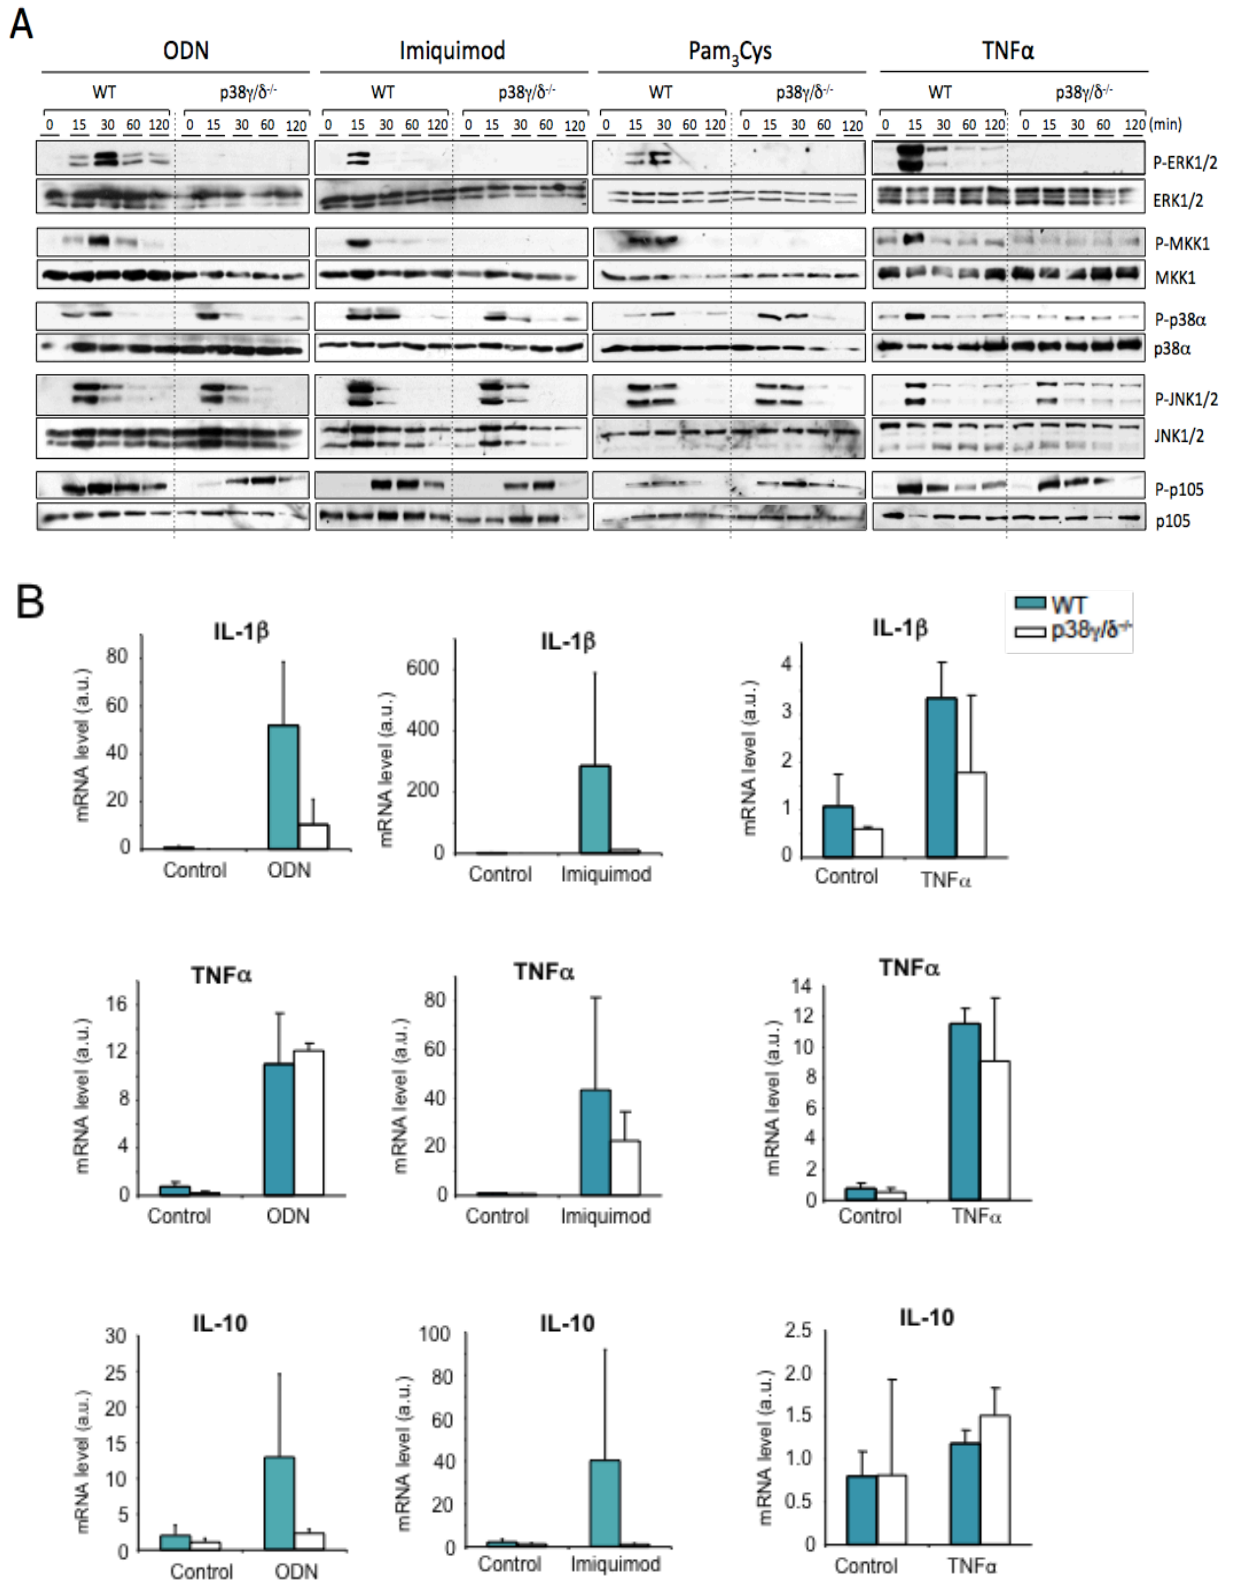 A
ODN Imiquimod Pam3Cys TNFα
WT p38γ/δ-/- WT p38γ/δ-/- WT p38γ/δ-/- WT p38γ/δ-/-
0 15 30 60 120 0 15 30 60 120 0 15 30 60 120 0 15 30 60 120 0 15 30 60 120 0 15 30 60 120 0 15 30 60 120 0 15 30 60 120 (min)
P-ERK1/2
ERK1/2
P-MKK1
MKK1
P-p38α
p38α
P-JNK1/2
JNK1/2
P-p105
p105
B
WT
p38γ/δ-/-
IL-1β
mRNA level (a.u.)
80
60
40
20
0
Control ODN
IL-1β
mRNA level (a.u.)
600
400
200
0
Control Imiquimod
IL-1β
mRNA level (a.u.)
4
3
2
1
0
Control TNFα
TNFα
mRNA level (a.u.)
16
12
8
4
0
Control ODN
TNFα
mRNA level (a.u.)
80
60
40
20
0
Control Imiquimod
TNFα
mRNA level (a.u.)
14
12
10
8
6
4
2
0
Control TNFα
IL-10
mRNA level (a.u.)
30
25
20
15
10
5
0
Control ODN
IL-10
mRNA level (a.u.)
100
80
60
40
20
0
Control Imiquimod
IL-10
mRNA level (a.u.)
2.5
2.0
1.5
1.0
0.5
0
Control TNFα